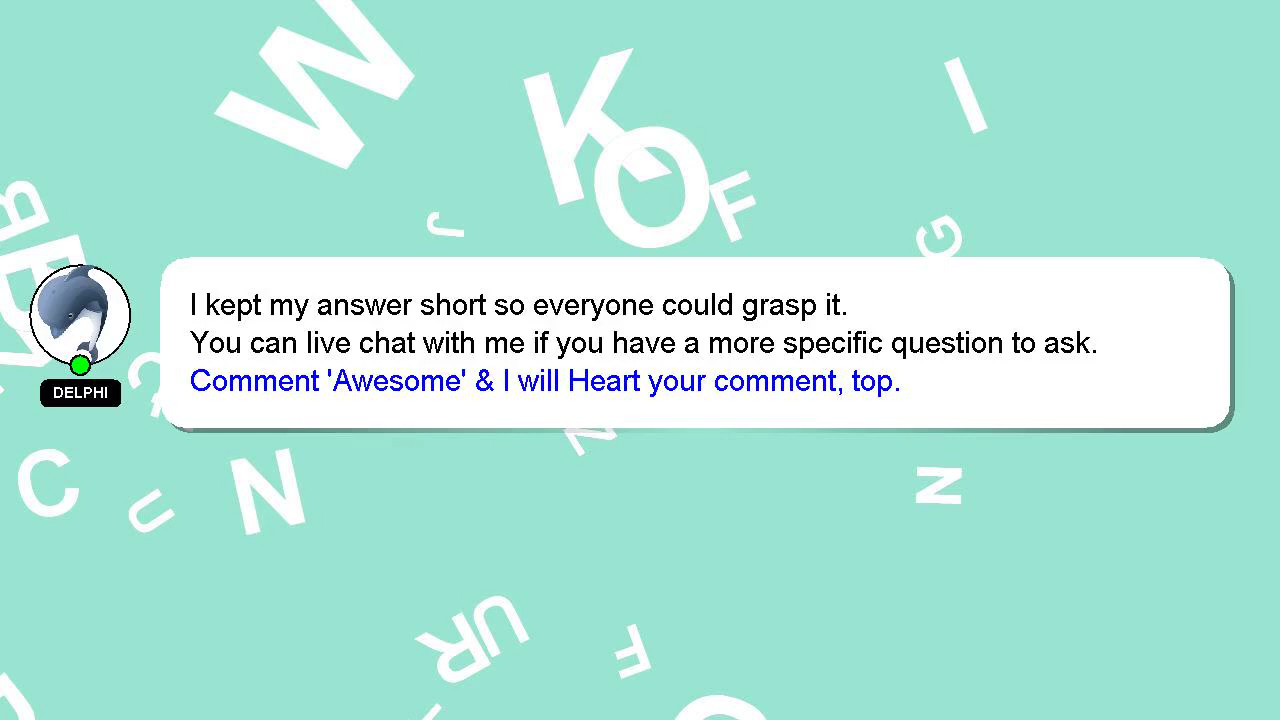 W
K
O
F
I
J
G
B
I kept my answer short so everyone could grasp it.
You can live chat with me if you have a more specific question to ask.
Comment 'Awesome' & I will Heart your comment, top.
DELPHI
C
U
N
N
N
U
R
F